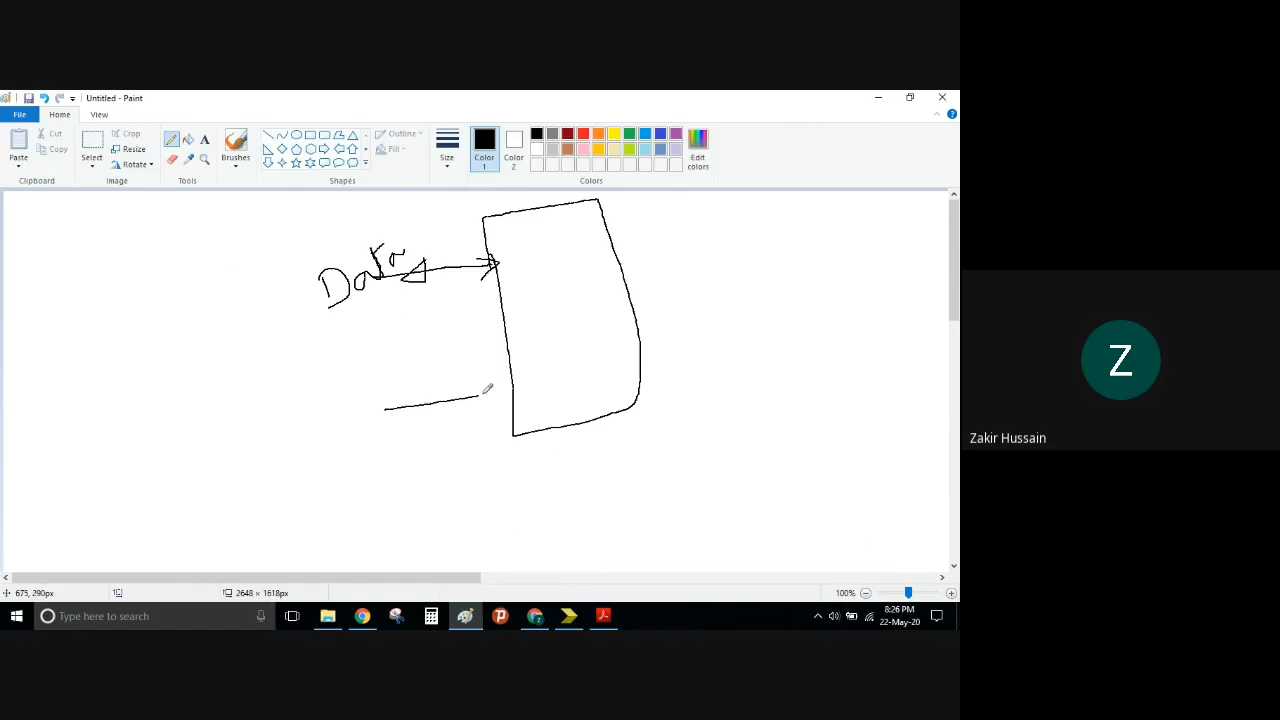 Untitled - Paint
File Home View
Cut
Copy
Paste
Clipboard
Crop
Resize
Rotate
Select
Image
Tools
Brushes
Outline
Fill
Shapes
Size
Color 1
Color 2
Edit colors
Colors
Data
Z
Zakir Hussain
675, 290px
2648 × 1618px
100%
Type here to search
8:26 PM
22-May-20